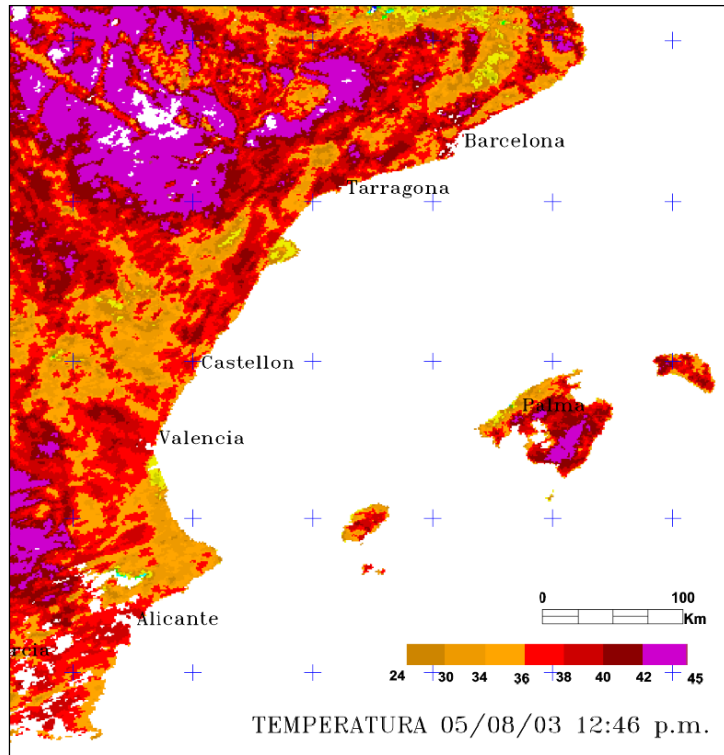 Barcelona
Tarragona
Castellon
Palma
Valencia
0 100
Km
Alicante
rcia
24 30 34 36 38 40 42 45
TEMPERATURA 05/08/03 12:46 p.m.